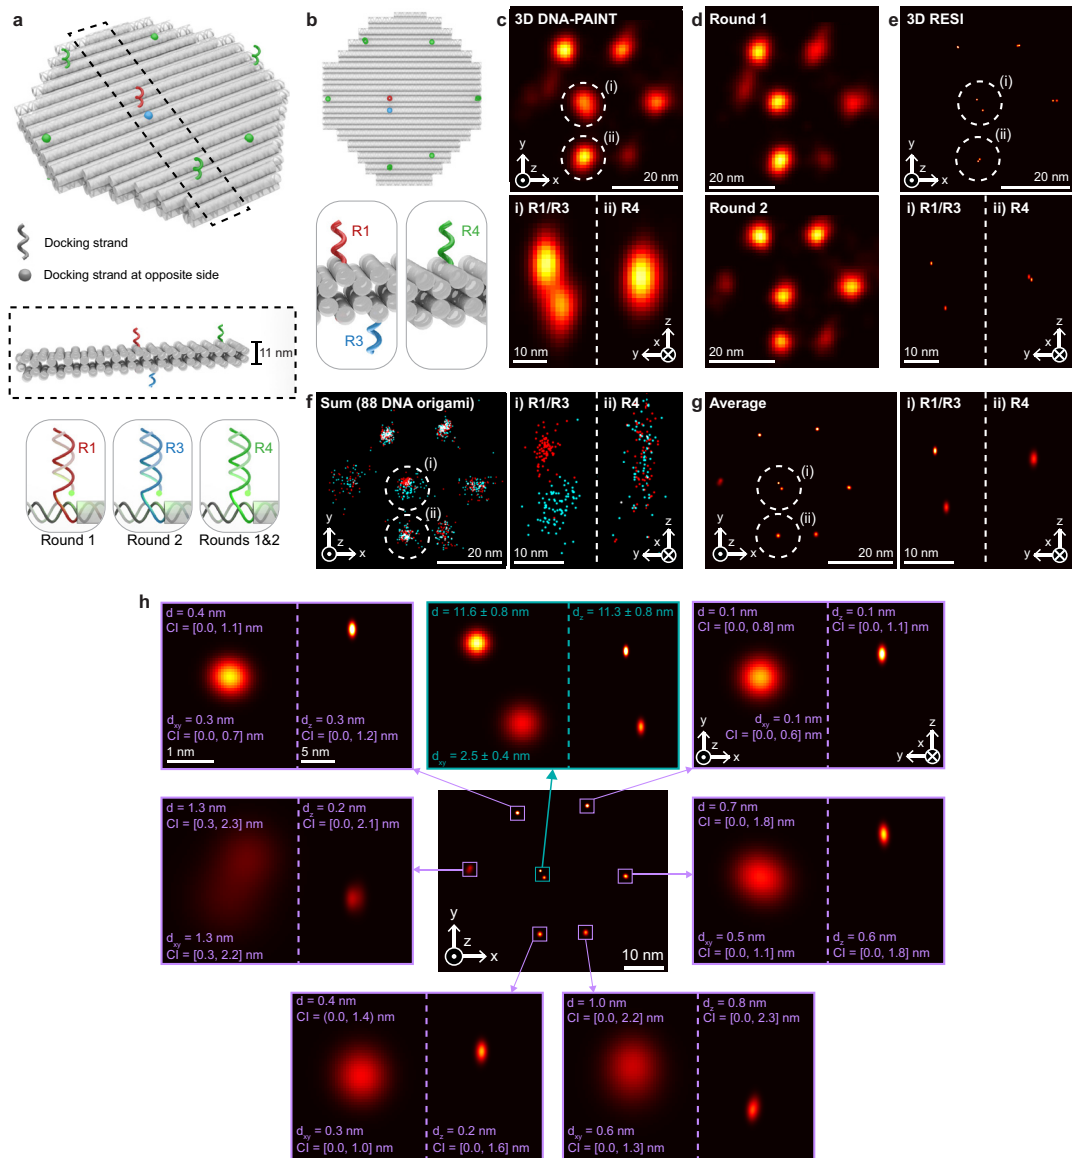 a
Docking strand
Docking strand at opposite side
11 nm
R1
R3
R4
Round 1
Round 2
Rounds 1&2
b
R1
R3
R4
c
3D DNA-PAINT
(i)
(ii)
y
z
x
20 nm
i) R1/R3
ii) R4
10 nm
z
x
y
d
Round 1
20 nm
Round 2
20 nm
e
3D RESI
(i)
(ii)
y
z
x
20 nm
i) R1/R3
ii) R4
10 nm
z
x
y
f
Sum (88 DNA origami)
(i)
(ii)
y
z
x
20 nm
i) R1/R3
ii) R4
10 nm
z
x
y
g
Average
(i)
(ii)
y
z
x
20 nm
i) R1/R3
ii) R4
10 nm
z
x
y
h
d = 0.4 nm
CI = [0.0, 1.1] nm
dxy = 0.3 nm
CI = [0.0, 0.7] nm
1 nm
dz = 0.3 nm
CI = [0.0, 1.2] nm
5 nm
d = 11.6 ± 0.8 nm
dz = 11.3 ± 0.8 nm
dxy = 2.5 ± 0.4 nm
d = 0.1 nm
CI = [0.0, 0.8] nm
dz = 0.1 nm
CI = [0.0, 1.1] nm
dxy = 0.1 nm
CI = [0.0, 0.6] nm
y
z
x
z
x
y
d = 1.3 nm
CI = [0.3, 2.3] nm
dz = 0.2 nm
CI = [0.0, 2.1] nm
dxy = 1.3 nm
CI = [0.3, 2.2] nm
y
z
x
10 nm
d = 0.7 nm
CI = [0.0, 1.8] nm
dxy = 0.5 nm
CI = [0.0, 1.1] nm
dz = 0.6 nm
CI = [0.0, 1.8] nm
d = 0.4 nm
CI = (0.0, 1.4) nm
dxy = 0.3 nm
CI = [0.0, 1.0] nm
dz = 0.2 nm
CI = [0.0, 1.6] nm
d = 1.0 nm
CI = [0.0, 2.2] nm
dz = 0.8 nm
CI = [0.0, 2.3] nm
dxy = 0.6 nm
CI = [0.0, 1.3] nm